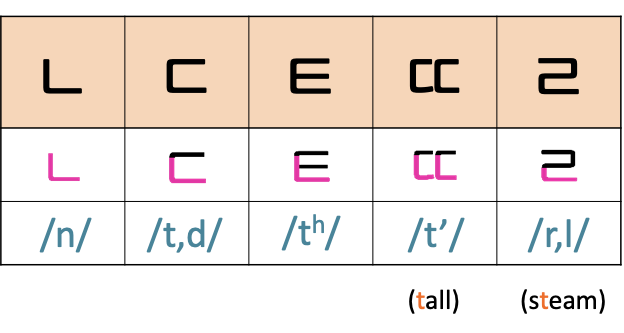 ㄴ ㄷ ㅌ ㄸ ㄹ
ㄴ ㄷ ㅌ ㄸ ㄹ
/n/ /t,d/ /tʰ/ /t’/ /r,l/
(tall) (steam)